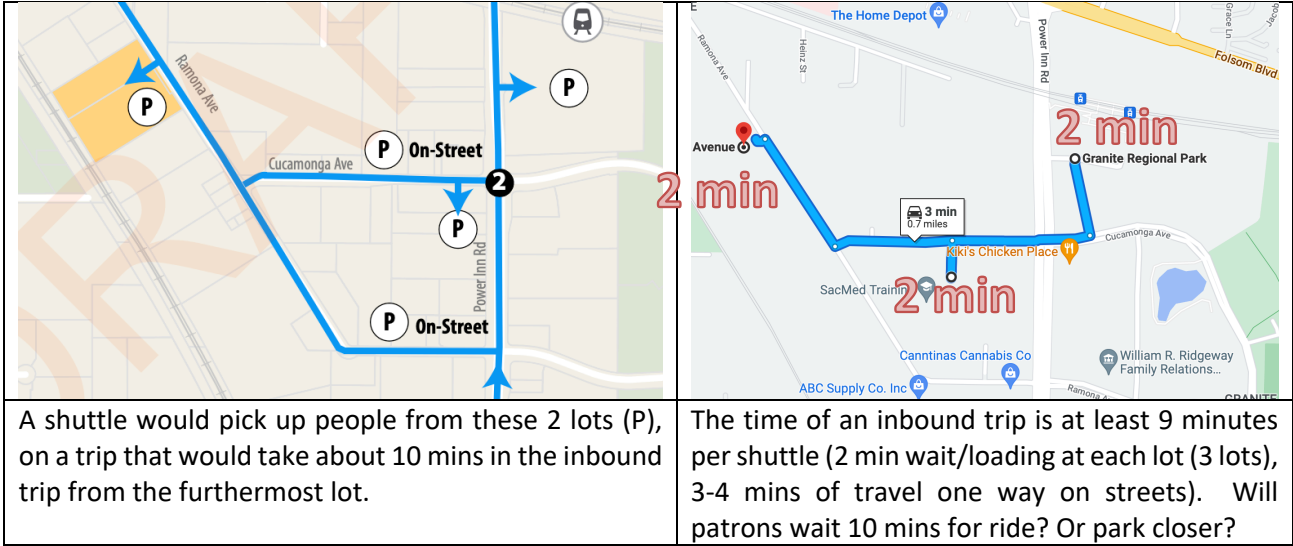 P
Ramona Ave
P
P On-Street
Cucamonga Ave
2
P
Power Inn Rd
P On-Street
DRAFT
A shuttle would pick up people from these 2 lots (P),
on a trip that would take about 10 mins in the inbound
trip from the furthermost lot.
E
The Home Depot
Ramona Ave
Heinz St
Power Inn Rd
Grace Ln
Jacob
Folsom Blvd
2 min
Avenue
Granite Regional Park
2 min
3 min
0.7 miles
Cucamonga Ave
Kiki's Chicken Place
SacMed Trainin
2 min
Canntinas Cannabis Co
William R. Ridgeway
Family Relations...
ABC Supply Co. Inc
Ramona A
GRANITE
The time of an inbound trip is at least 9 minutes
per shuttle (2 min wait/loading at each lot (3 lots),
3-4 mins of travel one way on streets). Will
patrons wait 10 mins for ride? Or park closer?